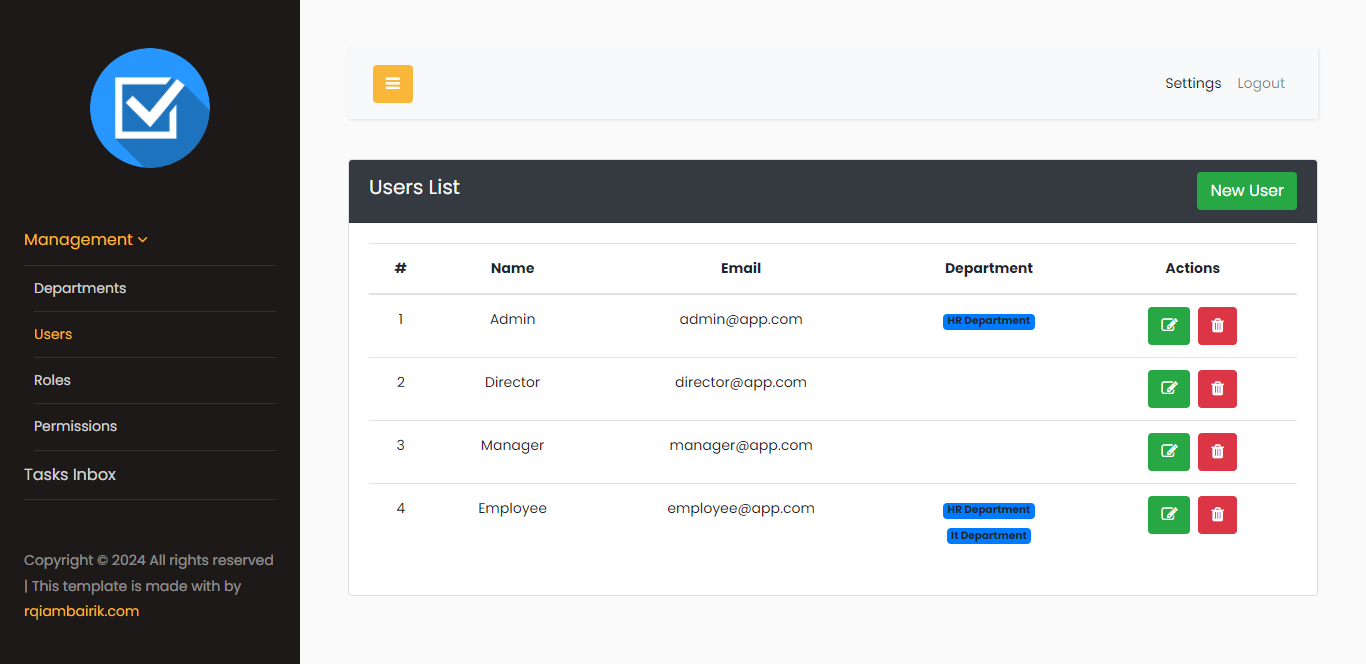 Settings Logout
Users List
New User
Management
Departments
Users
Roles
Permissions
Tasks Inbox
Copyright © 2024 All rights reserved
| This template is made with by
rqiambairik.com
# Name Email Department Actions
1 Admin admin@app.com HR Department
2 Director director@app.com
3 Manager manager@app.com
4 Employee employee@app.com HR Department
It Department